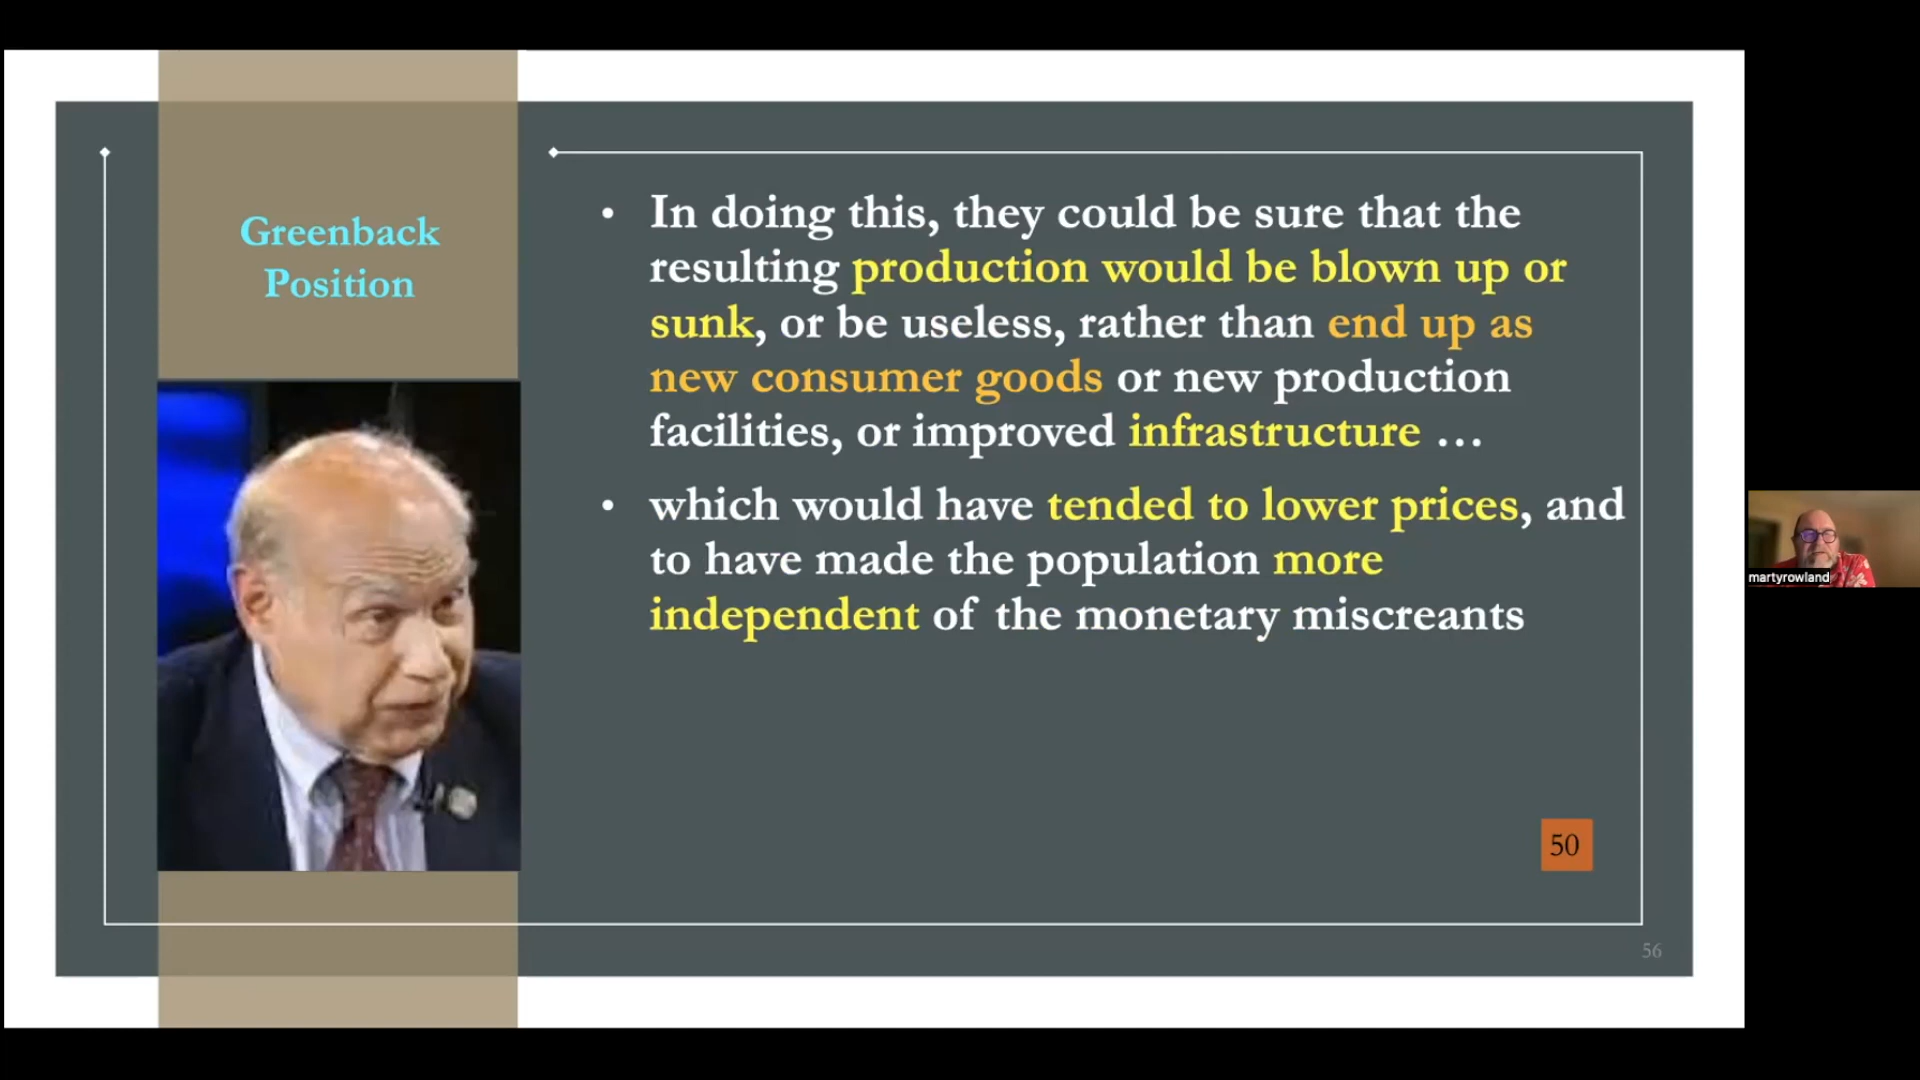 Greenback
Position
• In doing this, they could be sure that the
resulting production would be blown up or
sunk, or be useless, rather than end up as
new consumer goods or new production
facilities, or improved infrastructure …
• which would have tended to lower prices, and
to have made the population more
independent of the monetary miscreants
50
56
martyrowland